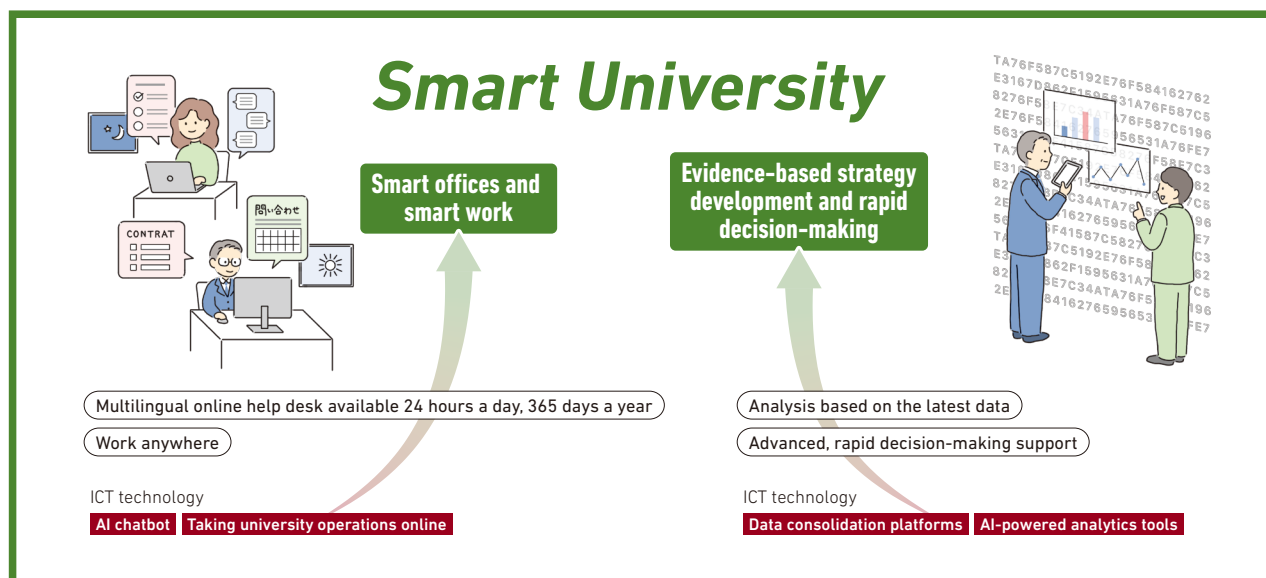 Smart University
CONTRAT
問い合わせ
Smart offices and
smart work
Evidence-based strategy
development and rapid
decision-making
TA76F587C5192E76F584162762
Multilingual online help desk available 24 hours a day, 365 days a year
Work anywhere
ICT technology
AI chatbot
Taking university operations online
Analysis based on the latest data
Advanced, rapid decision-making support
ICT technology
Data consolidation platforms
AI-powered analytics tools